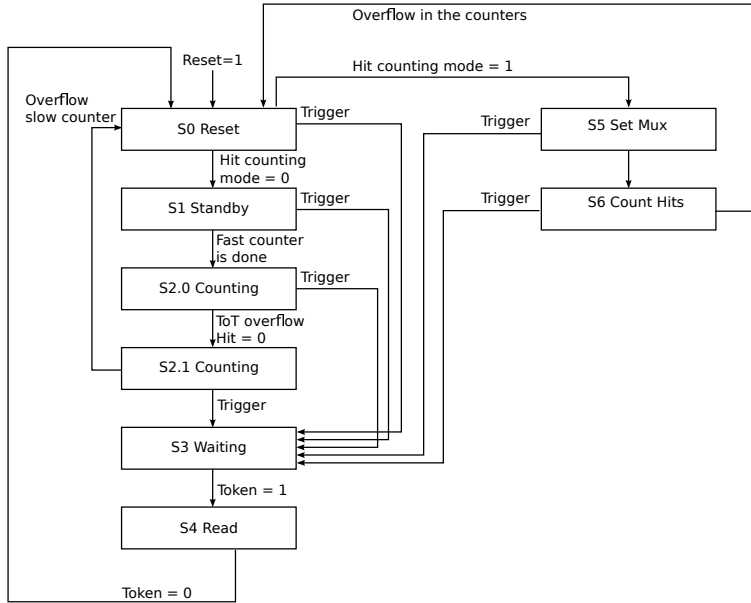 Overflow in the counters
Reset=1
Hit counting mode = 1
Overflow
slow counter
S0 Reset
Trigger
Trigger
S5 Set Mux
Hit counting
mode = 0
S1 Standby
Trigger
Trigger
S6 Count Hits
Fast counter
is done
S2.0 Counting
Trigger
ToT overflow
Hit = 0
S2.1 Counting
Trigger
S3 Waiting
Token = 1
S4 Read
Token = 0